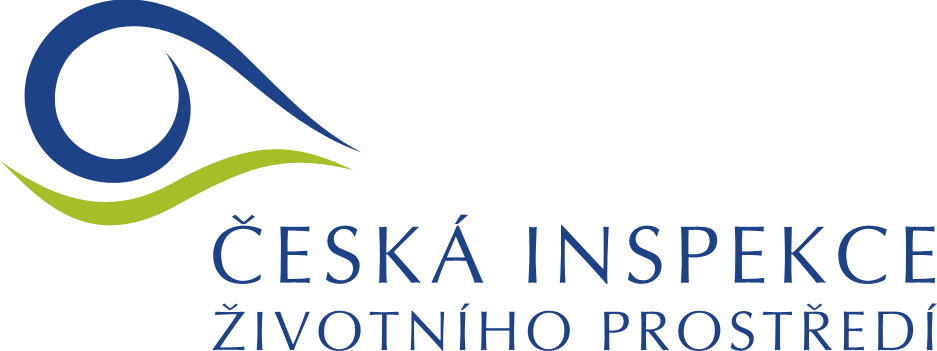 ČESKÁ INSPEKCE
ŽIVOTNÍHO PROSTŘEDÍ